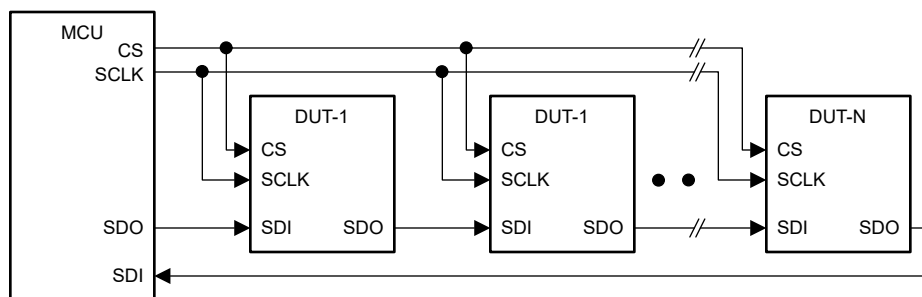 MCU
CS
SCLK
DUT-1
DUT-1
DUT-N
CS
CS
CS
SCLK
SCLK
SCLK
SDO
SDI
SDO
SDI
SDO
SDI
SDO
SDI